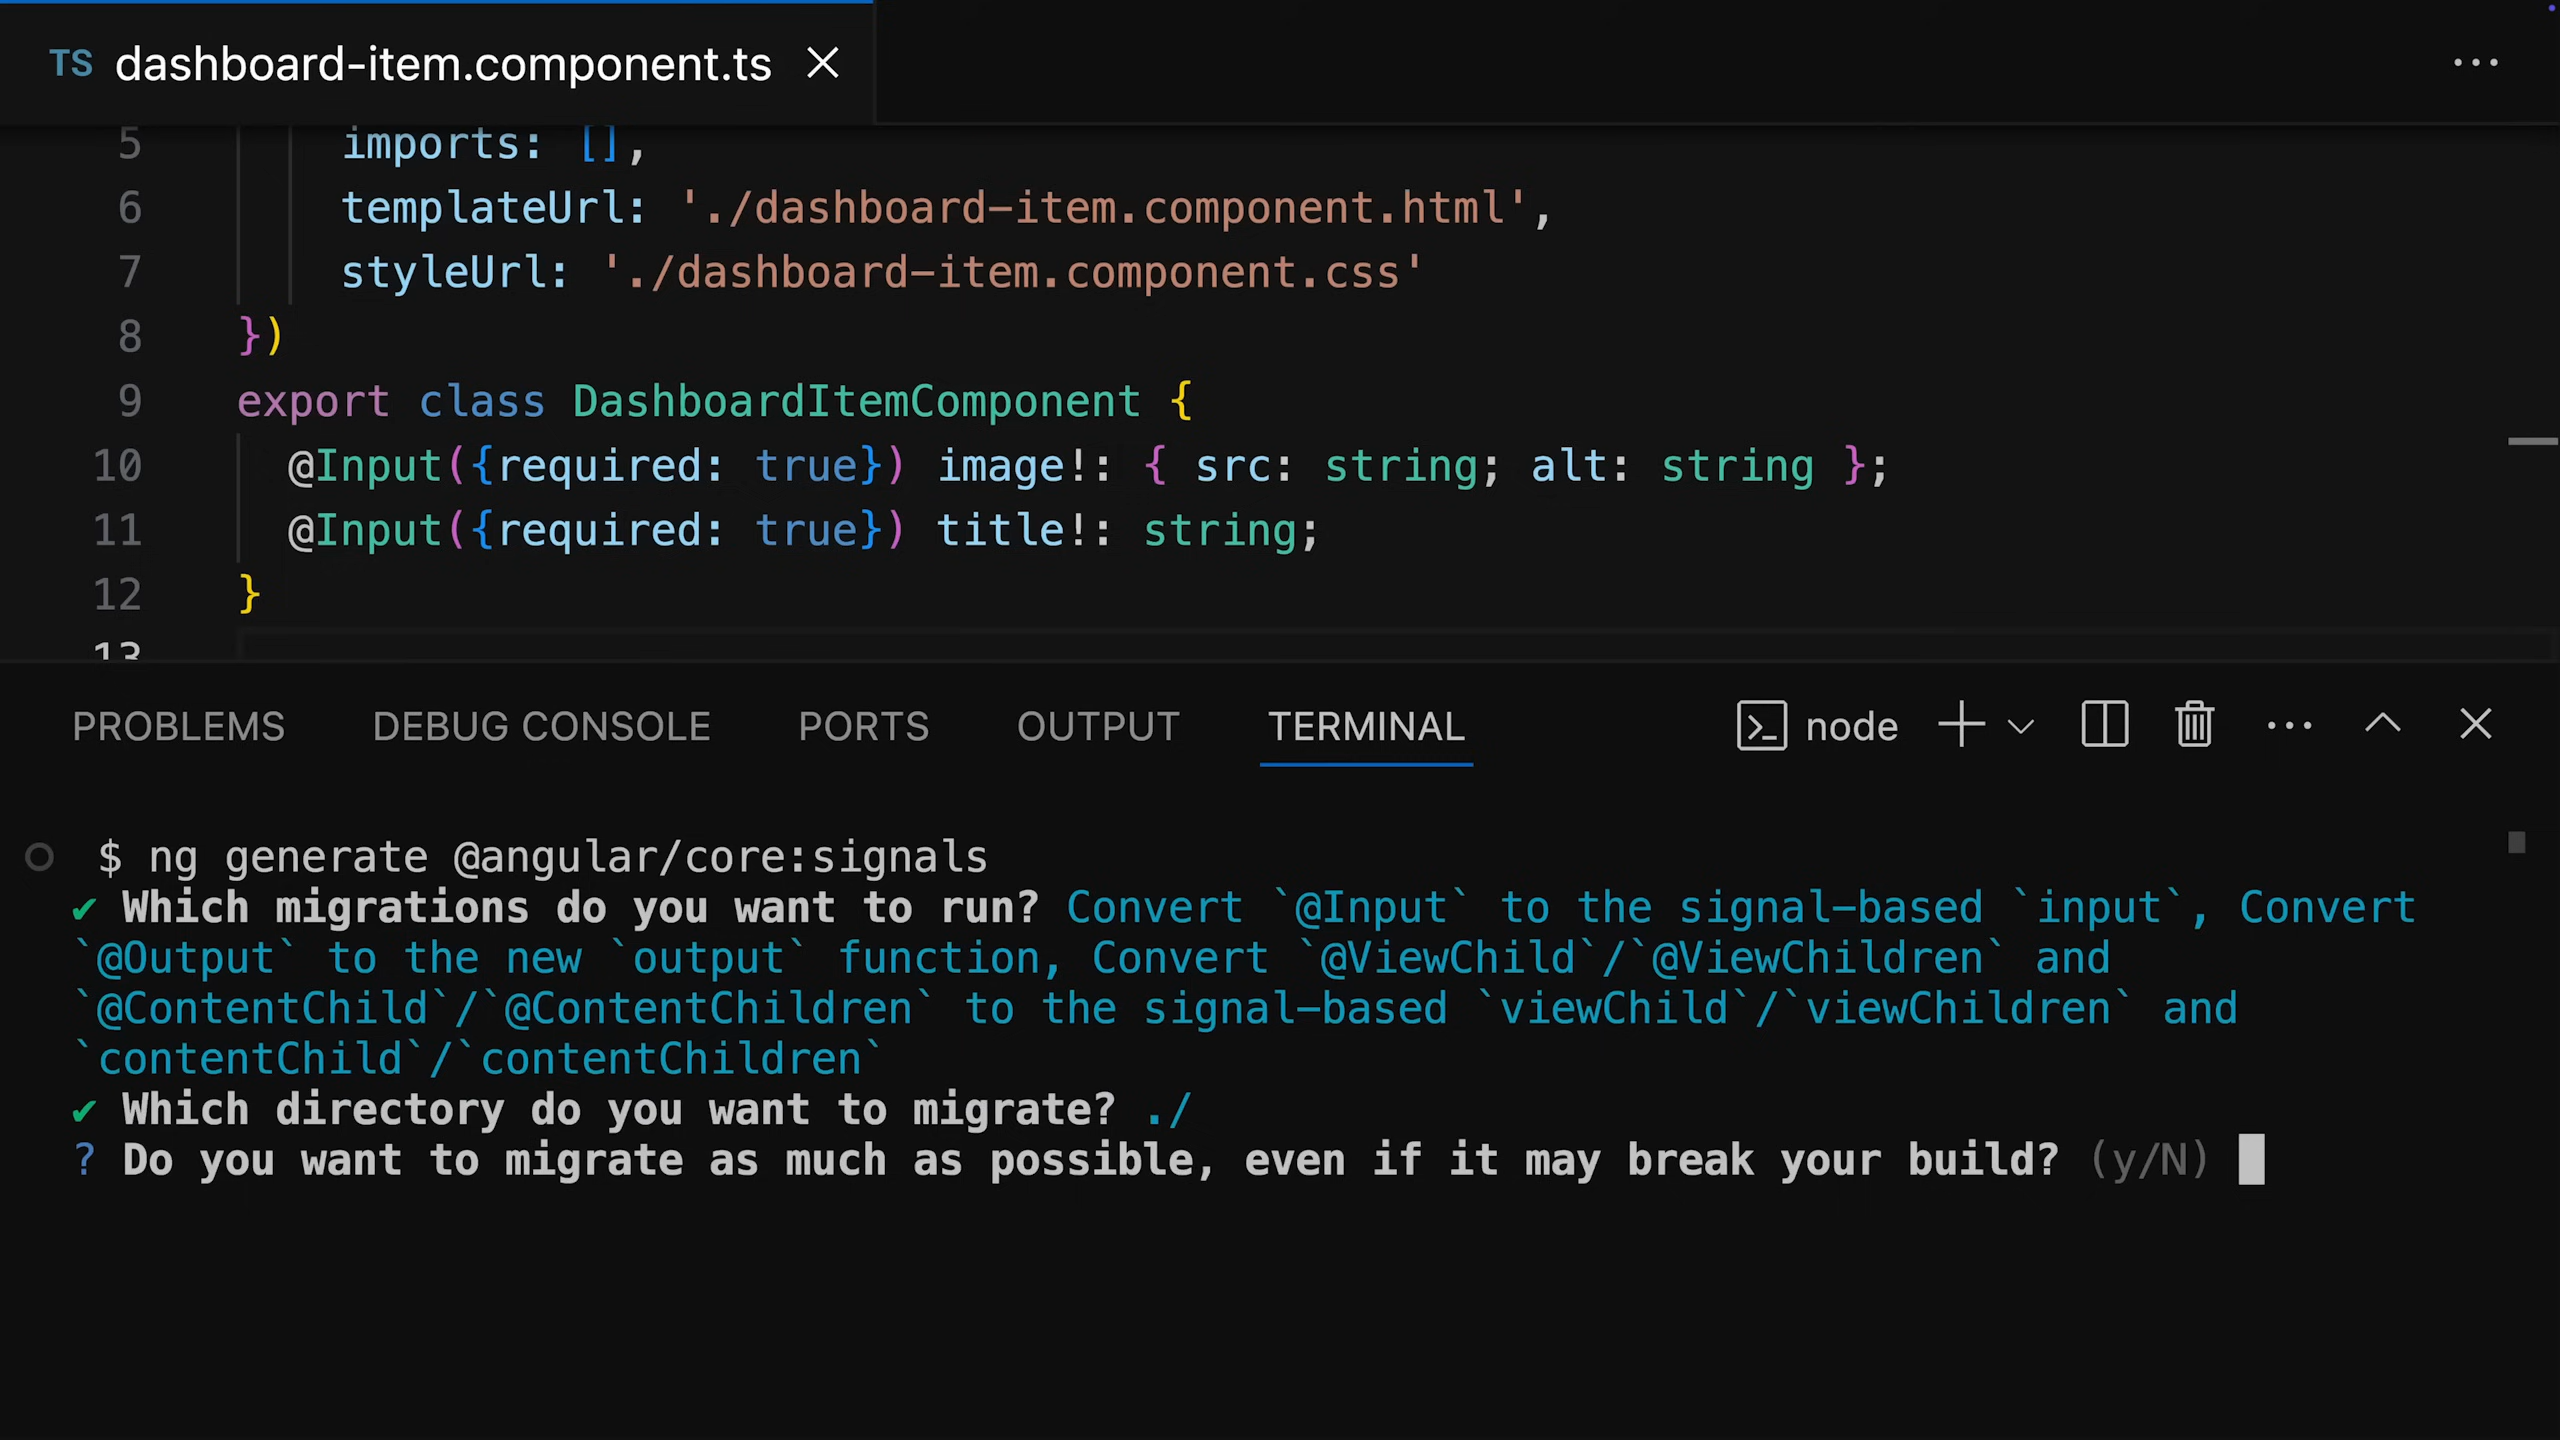 TS dashboard-item.component.ts
5 imports: [],
6 templateUrl: './dashboard-item.component.html',
7 styleUrl: './dashboard-item.component.css'
8 })
9 export class DashboardItemComponent {
10 @Input({required: true}) image!: { src: string; alt: string };
11 @Input({required: true}) title!: string;
12 }
13
PROBLEMS DEBUG CONSOLE PORTS OUTPUT TERMINAL node
$ ng generate @angular/core:signals
✔ Which migrations do you want to run? Convert `@Input` to the signal-based `input`, Convert
`@Output` to the new `output` function, Convert `@ViewChild`/`@ViewChildren` and
`@ContentChild`/`@ContentChildren` to the signal-based `viewChild`/`viewChildren` and
`contentChild`/`contentChildren`
✔ Which directory do you want to migrate? ./
? Do you want to migrate as much as possible, even if it may break your build? (y/N)